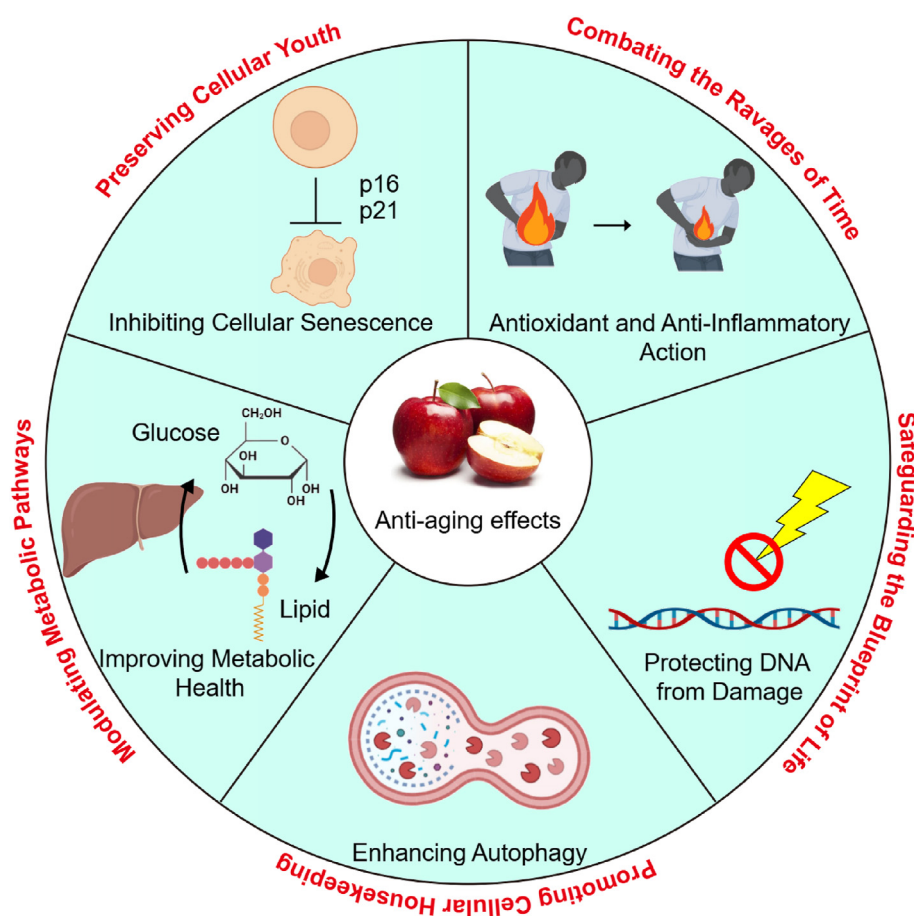 Preserving Cellular Youth
p16
p21
Inhibiting Cellular Senescence
Combating the Ravages of Time
Antioxidant and Anti-Inflammatory
Action
Safeguarding the Blueprint of Life
Protecting DNA
from Damage
Promoting Cellular Housekeeping
Enhancing Autophagy
Modulating Metabolic Pathways
Glucose
CH₂OH
O
OH
OH
OH
OH
Lipid
Improving Metabolic
Health
Anti-aging effects